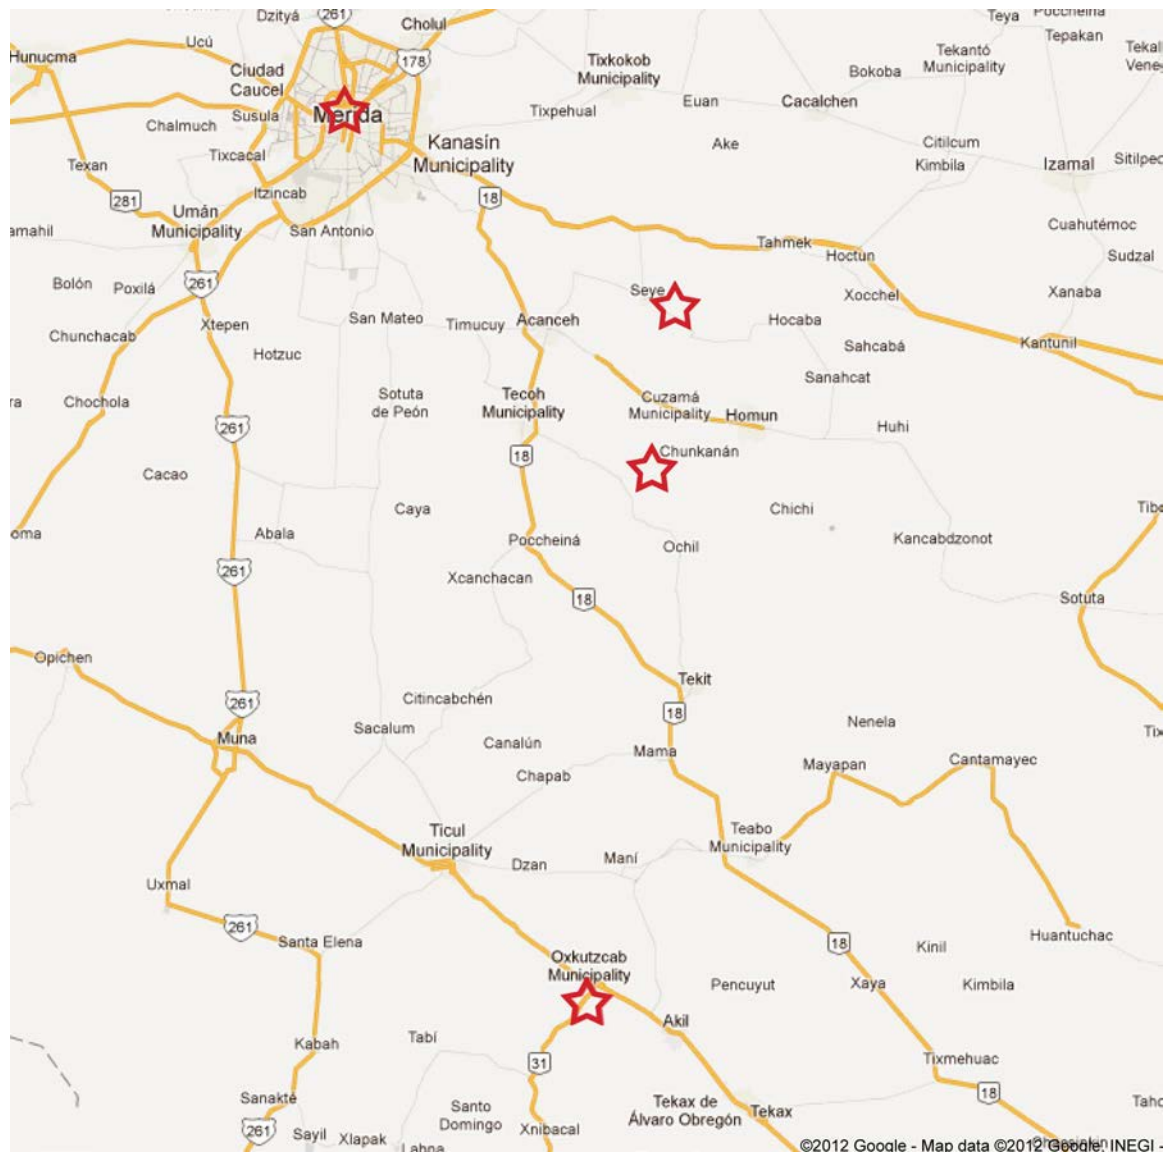 Dzityá
261
Cholul
Teya
Tepakan
Ucú
Hunucma
178
Ciudad
Caucel
Tixkokob
Municipality
Tekantó
Municipality
Bokoba
Merida
Susula
Chalmuch
Tixpehual
Euan
Cacalchen
Kanasín
Municipality
Ake
Citilcum
Kimbila
Izamal
Tixcacal
Texan
281
Itzincab
18
Umán
Municipality
San Antonio
amahil
Cuahutémoc
Tahmek
Hoctun
Sudzal
Bolón
Poxilá
261
Seye
Xocchel
Xanaba
Chunchacab
Xtepen
San Mateo
Timucuy
Acanceh
Hocaba
Hotzuc
Sahcabá
Kantunil
Sanahcat
Chochola
Sotuta
de Peón
Tecoh
Municipality
Cuzamá
Municipality
Homun
Huhi
261
18
Chunkanán
Cacao
Caya
Chichi
oma
Abala
Poccheiná
Ochil
Kancabdzonot
261
Xcanchacan
18
Sotuta
Opichen
Tekit
Citincabchén
261
18
Sacalum
Nenela
Muna
Canalún
Mama
Mayapan
Cantamayec
Chapab
Ticul
Municipality
Teabo
Municipality
Dzan
Maní
Uxmal
261
Santa Elena
18
Kinil
Huantuchac
Oxkutzcab
Municipality
Pencuyut
Xaya
Kimbila
Akil
Tabí
Kabah
31
Tixmehuac
18
Sanakté
Santo
Domingo
Tekax de
Álvaro Obregón
Tekax
261
Sayil
Xlapak
Xnibacal
©2012 Google - Map data ©2012 Google, INEGI -